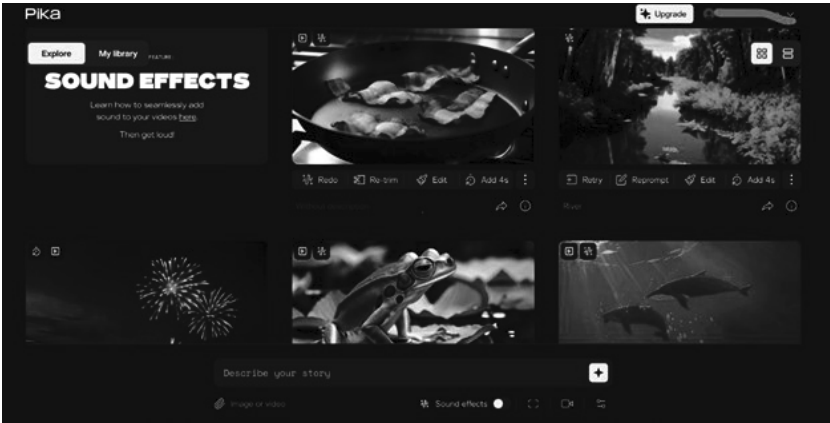 Pika
Upgrade
Explore
My library
FEATURE:
SOUND EFFECTS
Learn how to seamlessly add
sound to your videos here.
Then get loud!
Redo Re-trim Edit Add 4s
Retry Reprompt Edit Add 4s
River
Describe your story
Image or video
Sound effects